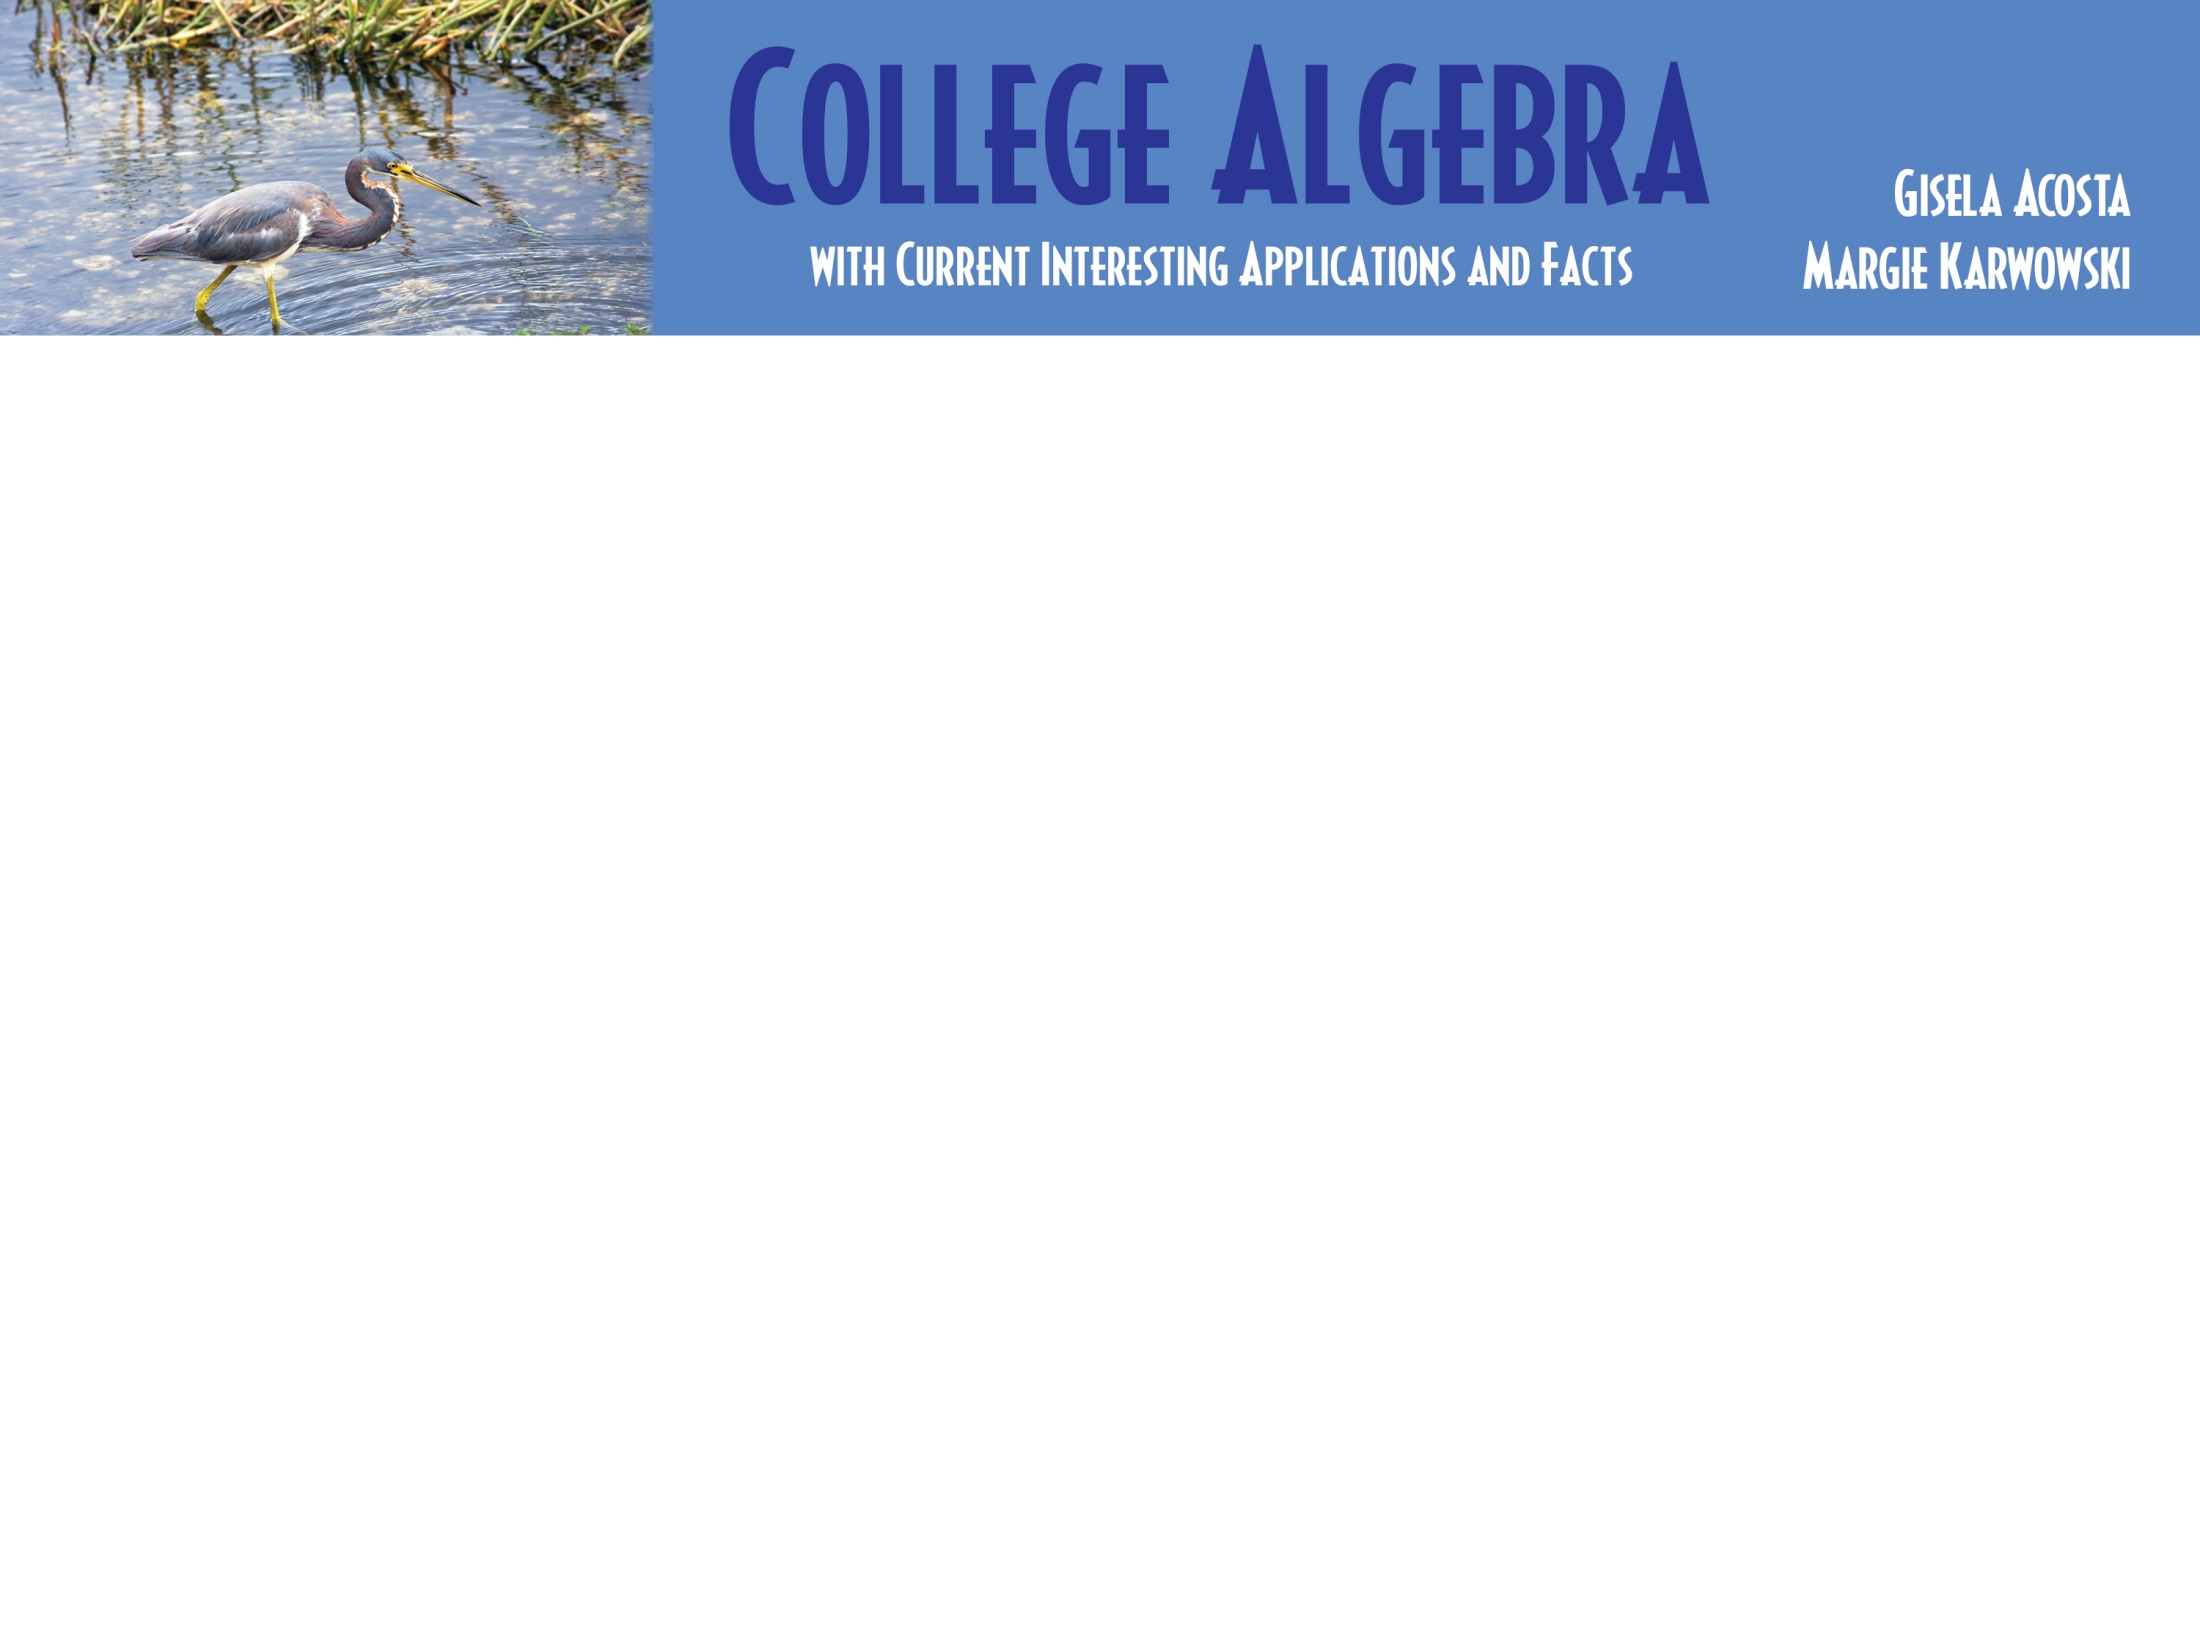 College Algebra
with Current Interesting Applications and Facts
Gisela Acosta
Margie Karwowski